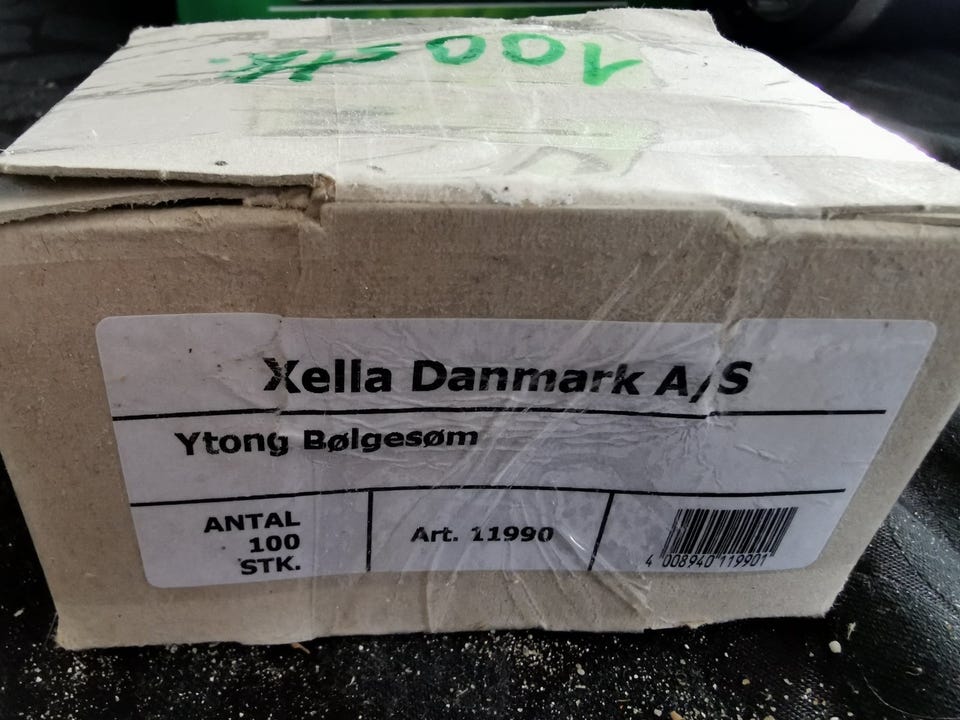 100 stk.
Xella Danmark A/S
Ytong Bølgesøm
ANTAL
100
STK.
Art. 11990
4 008940 119901